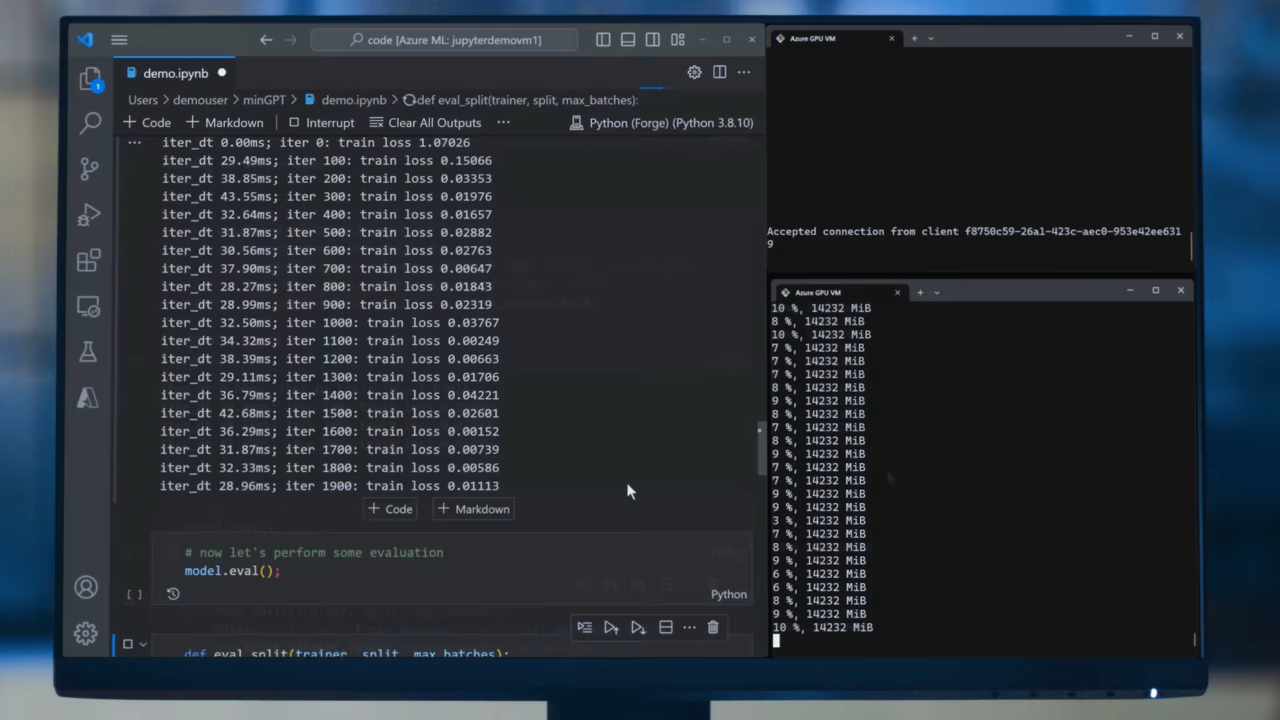 code [Azure ML: jupyterdemovm1]
demo.ipynb
1
Users > demouser > minGPT > demo.ipynb > def eval_split(trainer, split, max_batches):
+ Code + Markdown Interrupt Clear All Outputs ··· Python (Forge) (Python 3.8.10)
iter_dt 0.00ms; iter 0: train loss 1.07026
iter_dt 29.49ms; iter 100: train loss 0.15066
iter_dt 38.85ms; iter 200: train loss 0.03353
iter_dt 43.55ms; iter 300: train loss 0.01976
iter_dt 32.64ms; iter 400: train loss 0.01657
iter_dt 31.87ms; iter 500: train loss 0.02882
iter_dt 30.56ms; iter 600: train loss 0.02763
iter_dt 37.90ms; iter 700: train loss 0.00647
iter_dt 28.27ms; iter 800: train loss 0.01843
iter_dt 28.99ms; iter 900: train loss 0.02319
iter_dt 32.50ms; iter 1000: train loss 0.03767
iter_dt 34.32ms; iter 1100: train loss 0.00249
iter_dt 38.39ms; iter 1200: train loss 0.00663
iter_dt 29.11ms; iter 1300: train loss 0.01706
iter_dt 36.79ms; iter 1400: train loss 0.04221
iter_dt 42.68ms; iter 1500: train loss 0.02601
iter_dt 36.29ms; iter 1600: train loss 0.00152
iter_dt 31.87ms; iter 1700: train loss 0.00739
iter_dt 32.33ms; iter 1800: train loss 0.00586
iter_dt 28.96ms; iter 1900: train loss 0.01113
+ Code + Markdown
# now let's perform some evaluation
model.eval();
[ ]
Python
def eval_split(trainer, split, max_batches):
Azure GPU VM
Accepted connection from client f8750c59-26a1-423c-aec0-953e42ee631
9
Azure GPU VM
10 %, 14232 MiB
8 %, 14232 MiB
10 %, 14232 MiB
7 %, 14232 MiB
7 %, 14232 MiB
7 %, 14232 MiB
8 %, 14232 MiB
9 %, 14232 MiB
8 %, 14232 MiB
7 %, 14232 MiB
8 %, 14232 MiB
9 %, 14232 MiB
7 %, 14232 MiB
7 %, 14232 MiB
9 %, 14232 MiB
9 %, 14232 MiB
3 %, 14232 MiB
7 %, 14232 MiB
8 %, 14232 MiB
9 %, 14232 MiB
6 %, 14232 MiB
6 %, 14232 MiB
8 %, 14232 MiB
9 %, 14232 MiB
10 %, 14232 MiB